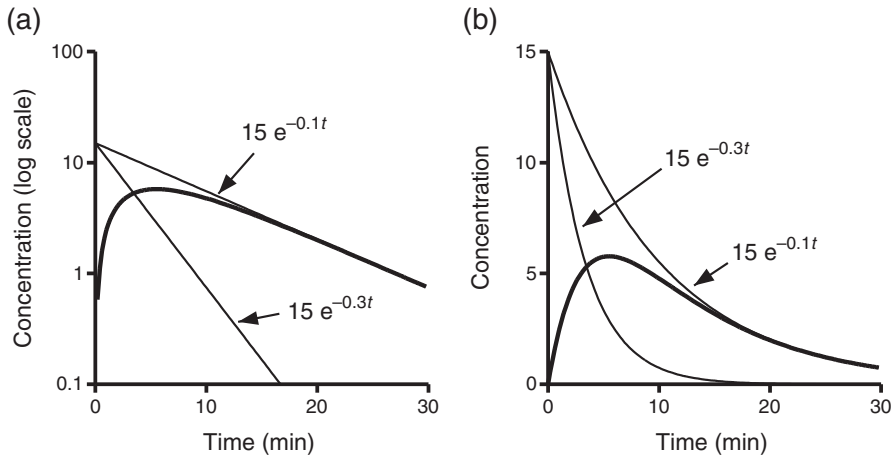 (a)
Concentration (log scale)
100
10
1
0.1
0
10
20
30
Time (min)
15 e⁻⁰·¹ᵗ
15 e⁻⁰·³ᵗ
(b)
Concentration
15
10
5
0
0
10
20
30
Time (min)
15 e⁻⁰·³ᵗ
15 e⁻⁰·¹ᵗ